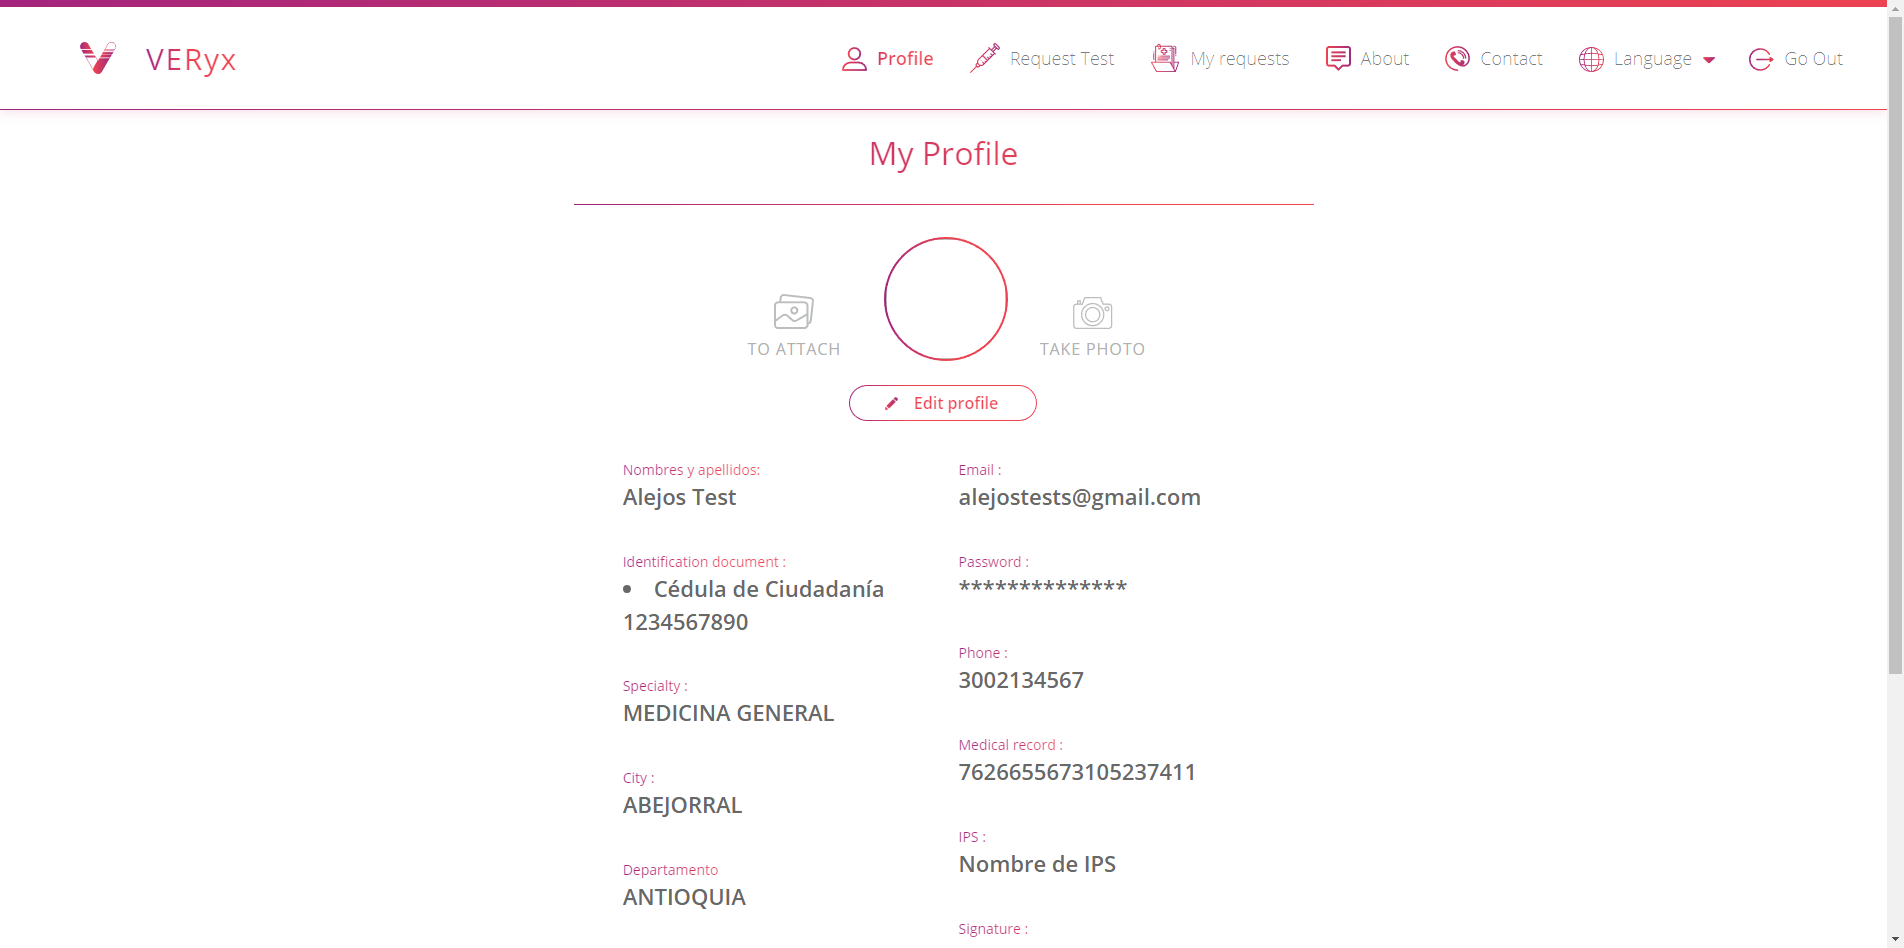 VERyx
Profile
Request Test
My requests
About
Contact
Language
Go Out
My Profile
TO ATTACH
TAKE PHOTO
Edit profile
Nombres y apellidos:
Alejos Test
Identification document :
Cédula de Ciudadanía
1234567890
Specialty :
MEDICINA GENERAL
City :
ABEJORRAL
Departamento
ANTIOQUIA
Email :
alejostests@gmail.com
Password :
**************
Phone :
3002134567
Medical record :
7626655673105237411
IPS :
Nombre de IPS
Signature :